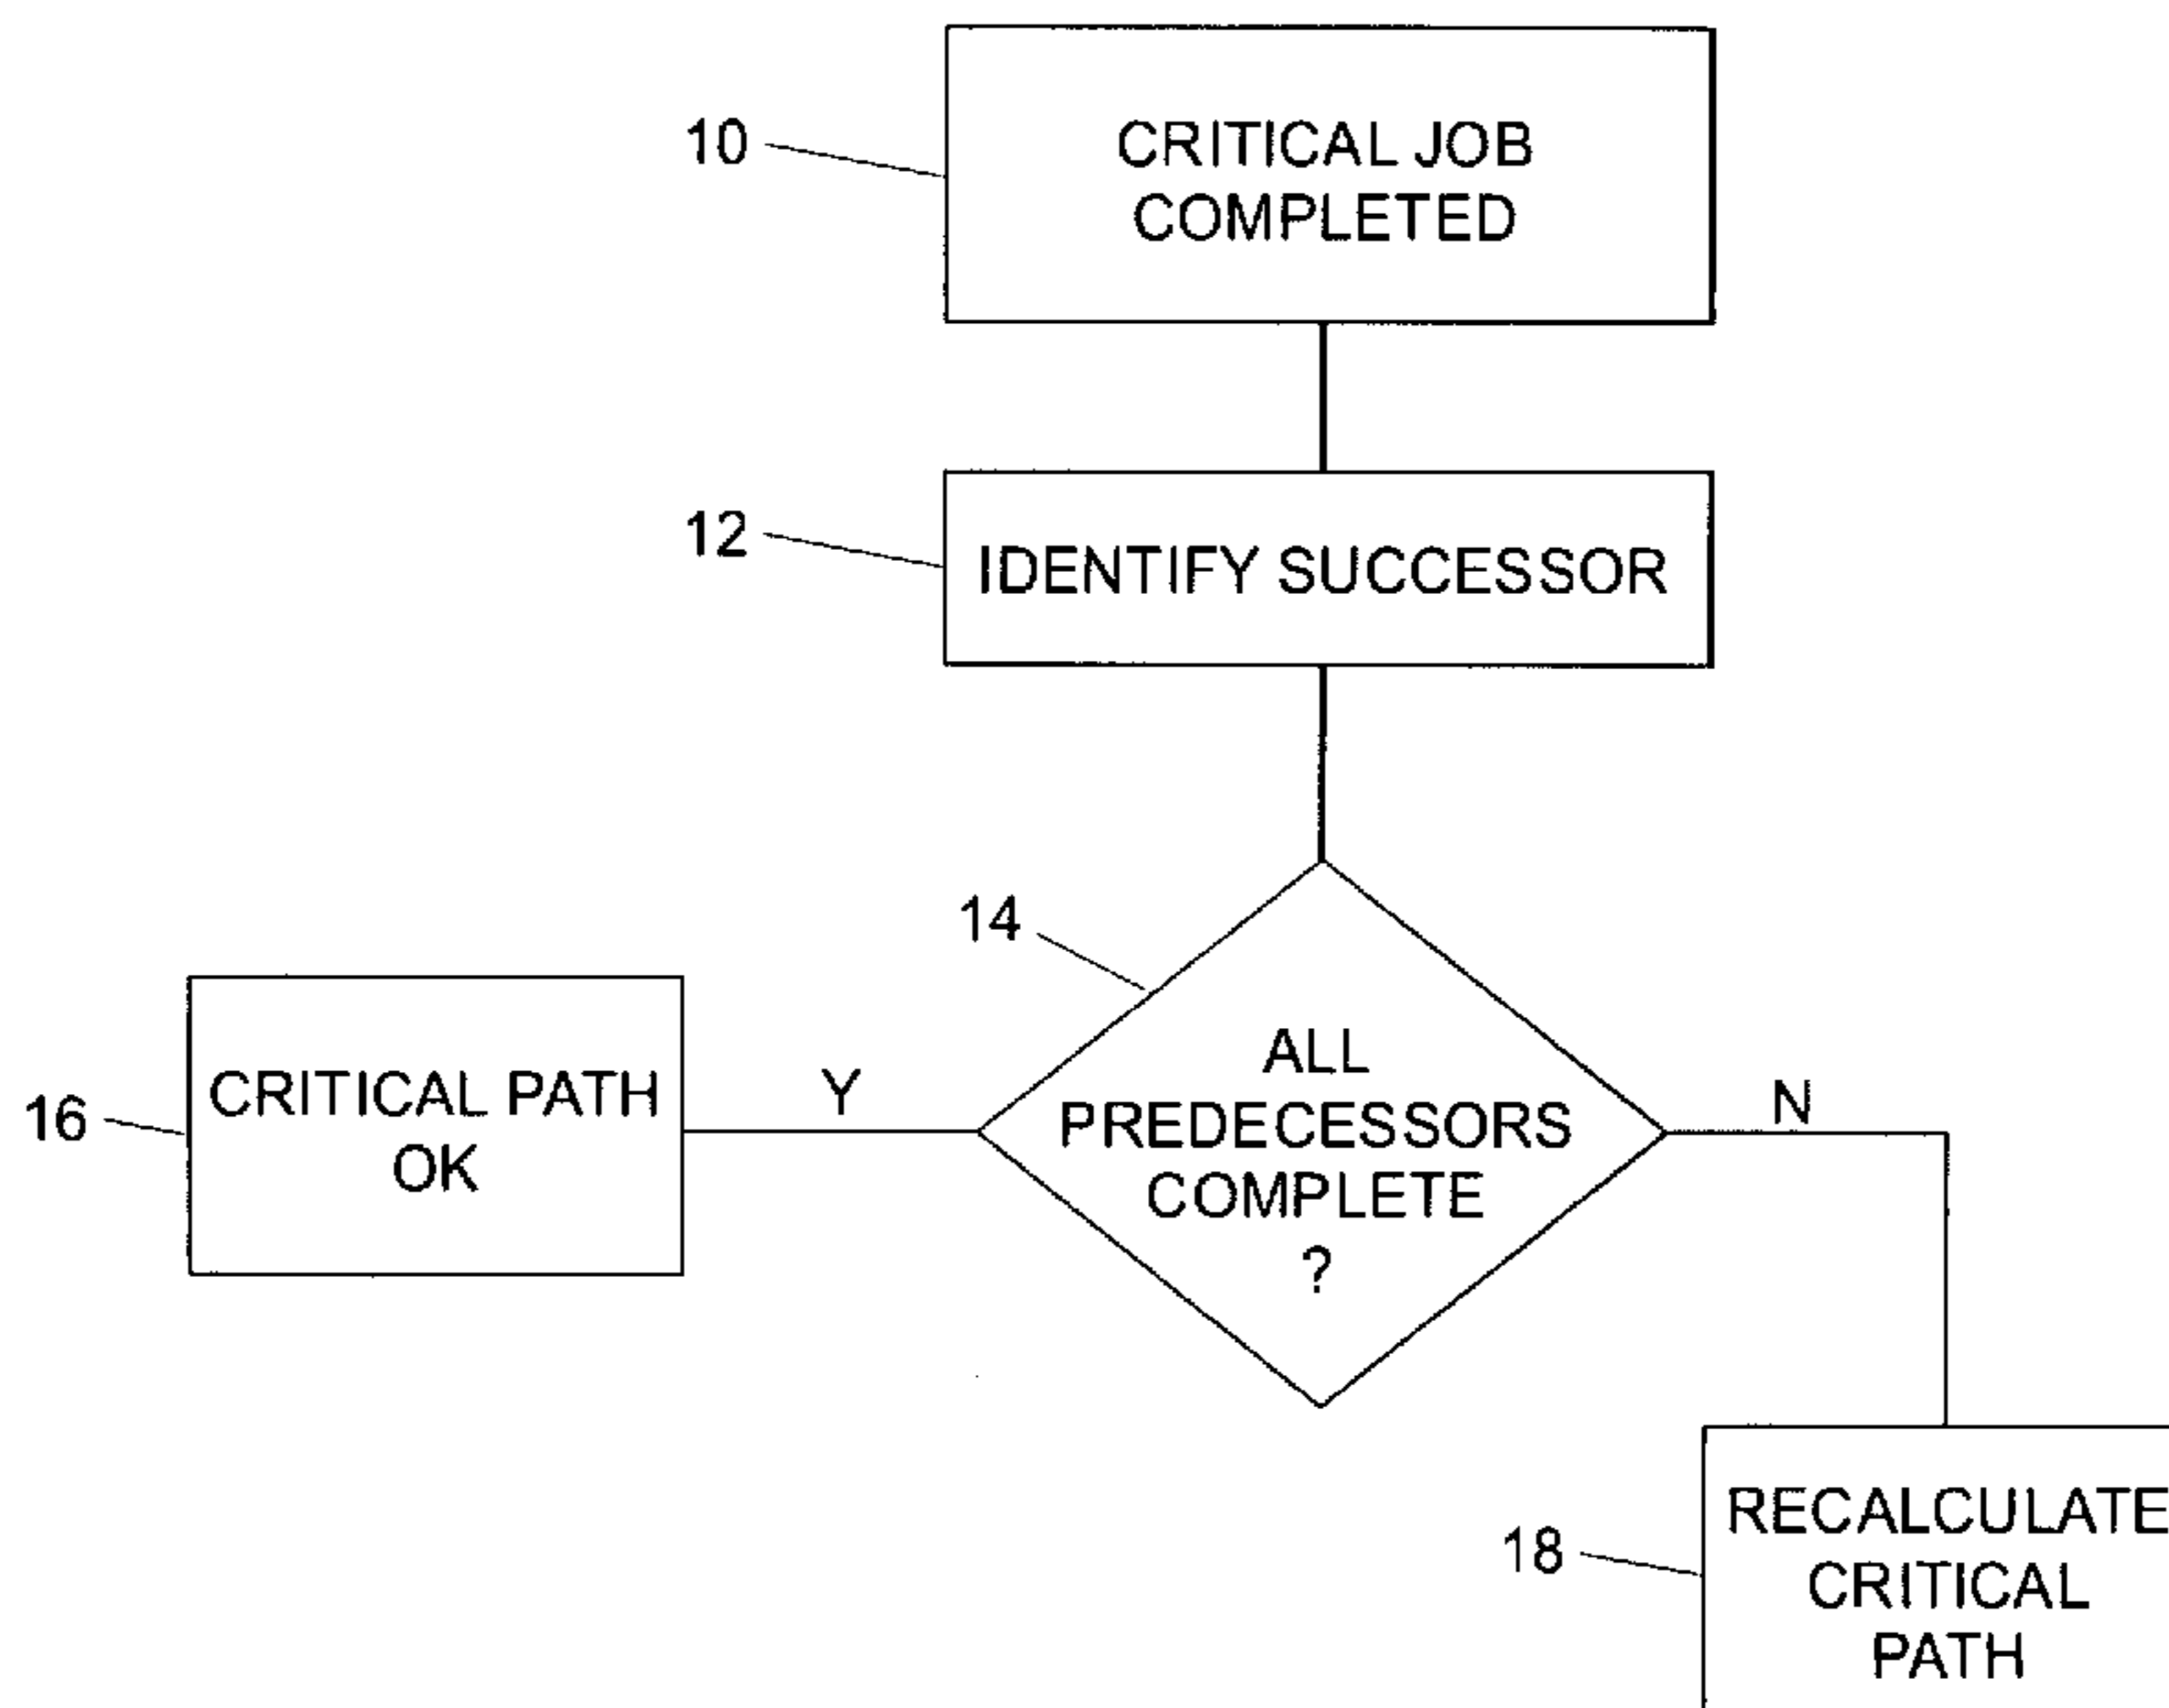 10
CRITICAL JOB
COMPLETED
12
IDENTIFY SUCCESSOR
14
ALL
PREDECESSORS
COMPLETE
?
Y
N
16
CRITICAL PATH
OK
18
RECALCULATE
CRITICAL
PATH